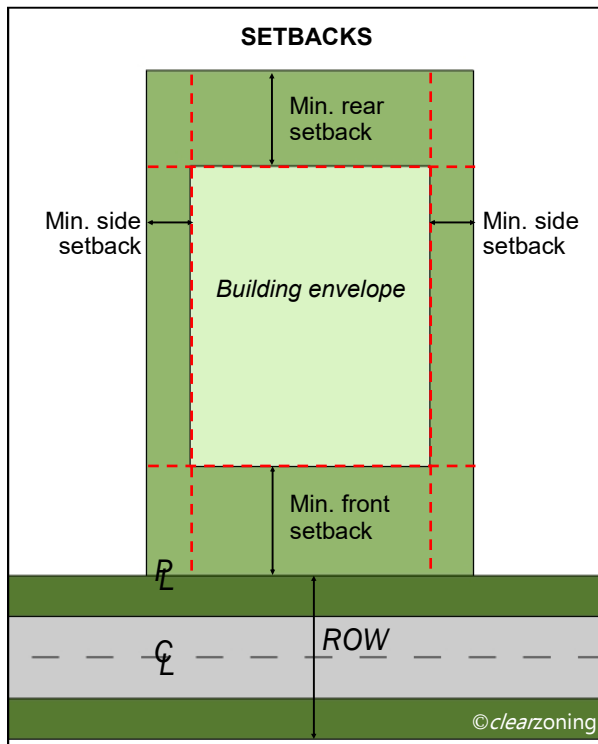 SETBACKS
Min. rear
setback
Min. side
setback
Min. side
setback
Building envelope
Min. front
setback
PL
CL
ROW
©clearzoning